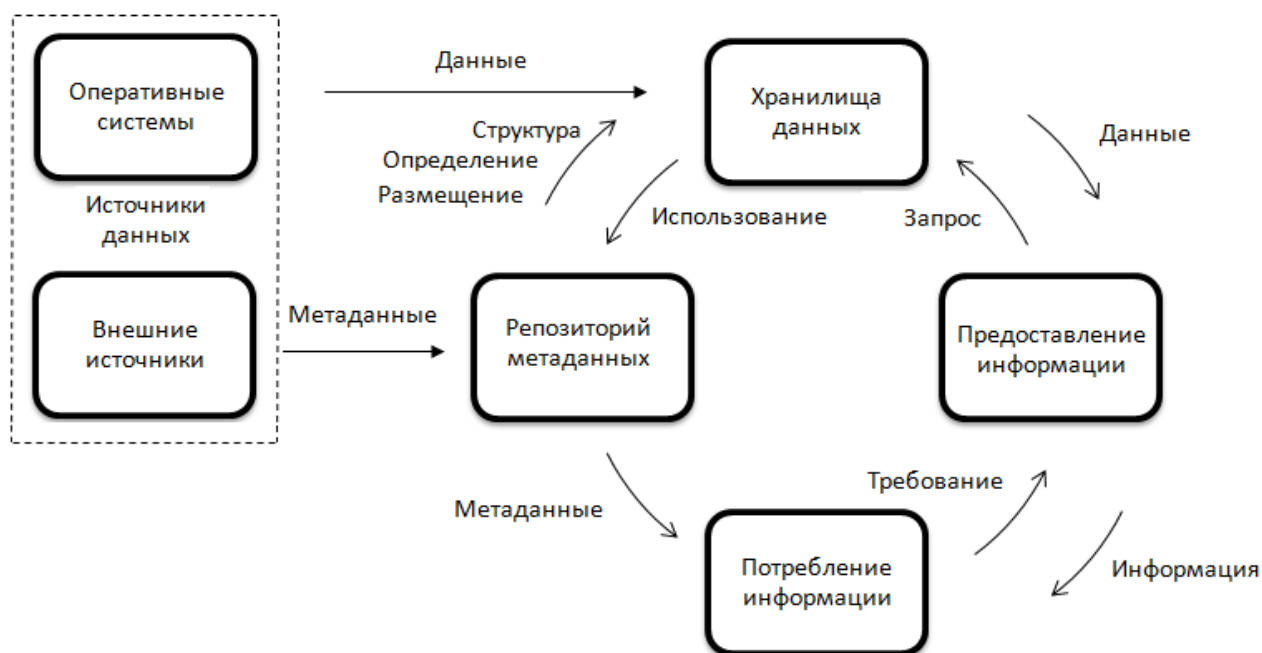 Оперативные
системы
Источники
данных
Внешние
источники
Данные
Структура
Определение
Размещение
Хранилища
данных
Данные
Использование
Запрос
Метаданные
Репозиторий
метаданных
Предоставление
информации
Метаданные
Требование
Потребление
информации
Информация